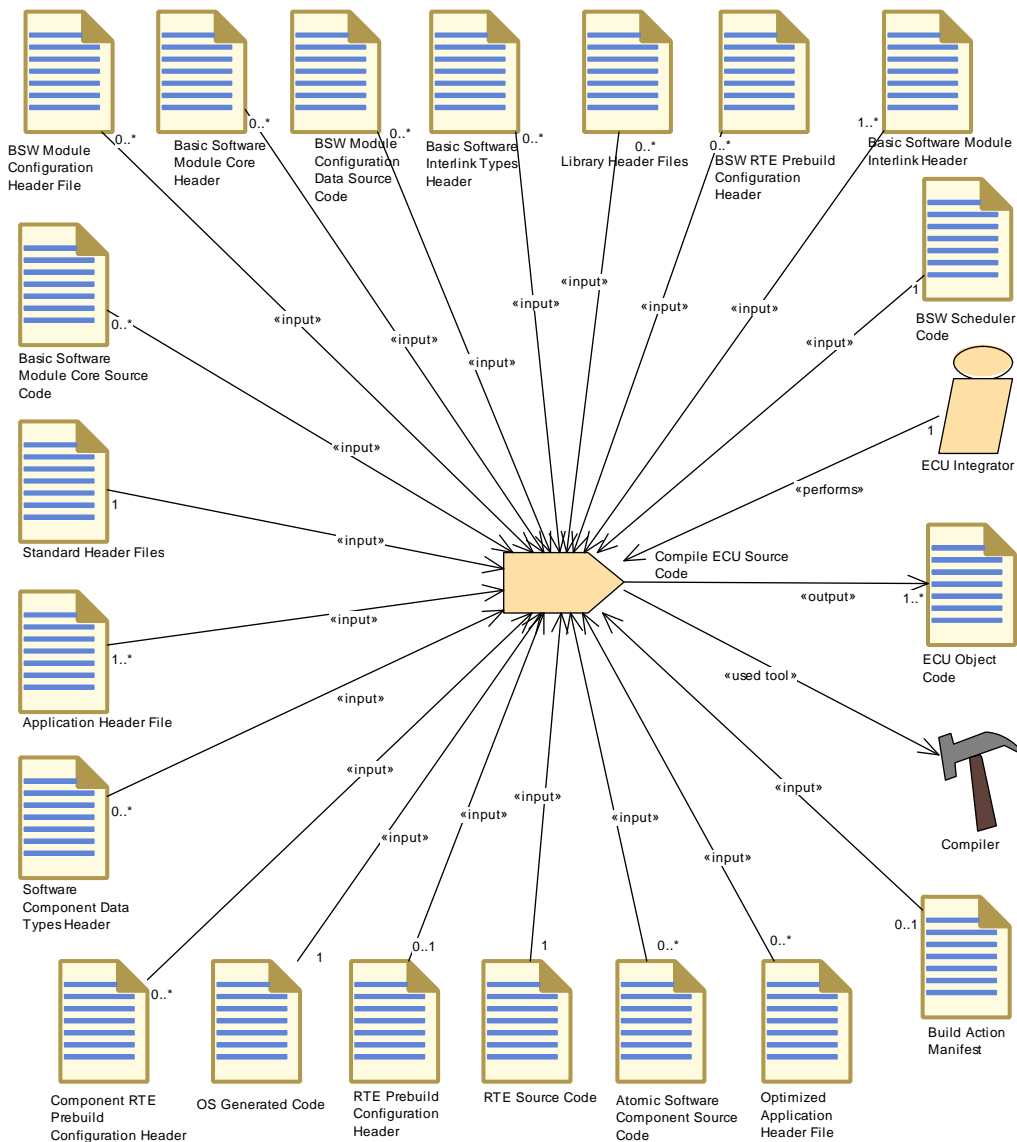 0..*
0..*
0..*
0..*
0..*
0..*
1..*
BSW Module
Configuration
Header File
Basic Software
Module Core
Header
BSW Module
Configuration
Data Source
Code
Basic Software
Interlink Types
Header
Library Header Files
BSW RTE Prebuild
Configuration
Header
Basic Software Module
Interlink Header
1
BSW Scheduler
Code
«input»
«input»
«input»
«input»
«input»
«input»
«input»
«input»
0..*
Basic Software
Module Core Source
Code
«input»
1
ECU Integrator
«performs»
1
Standard Header Files
«input»
Compile ECU Source
Code
«output»
1..*
ECU Object
Code
«input»
1..*
Application Header File
«used tool»
Compiler
«input»
0..*
Software
Component Data
Types Header
«input»
«input»
«input»
«input»
«input»
«input»
«input»
0..1
Build Action
Manifest
0..*
1
0..1
1
0..*
0..*
Component RTE
Prebuild
Configuration Header
OS Generated Code
RTE Prebuild
Configuration
Header
RTE Source Code
Atomic Software
Component Source
Code
Optimized
Application
Header File